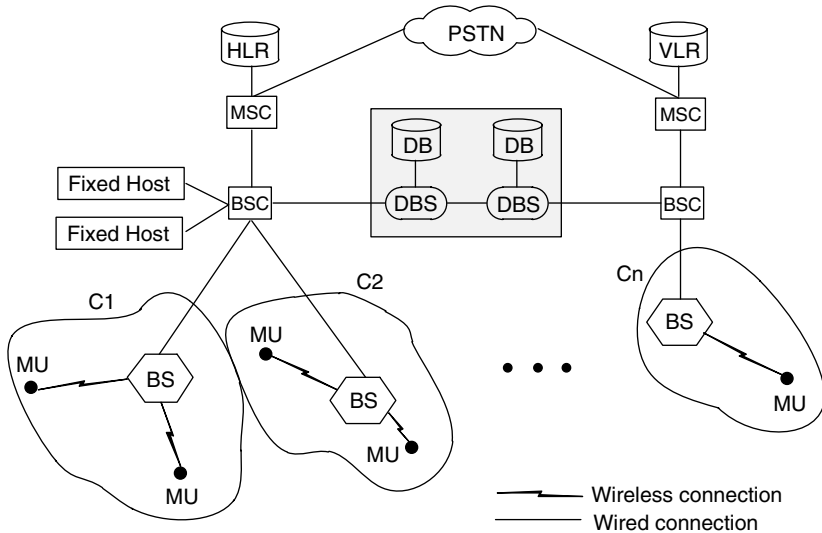 PSTN
HLR
VLR
MSC
MSC
DB
DB
Fixed Host
BSC
DBS
DBS
BSC
Fixed Host
Cn
C1
C2
BS
MU
MU
BS
BS
MU
MU
MU
Wireless connection
Wired connection